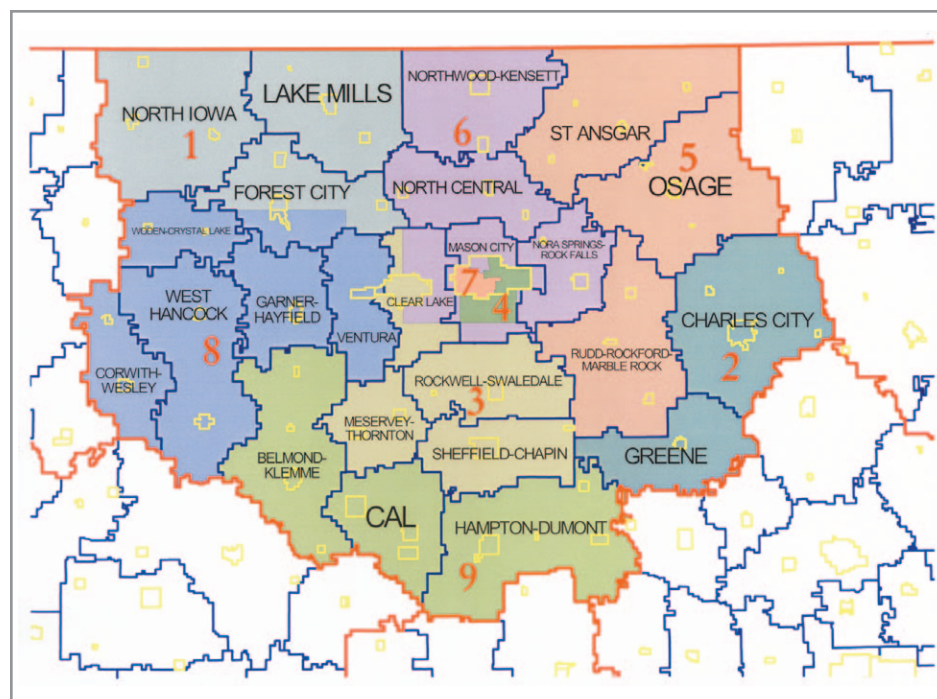 NORTHWOOD-KENSETT
LAKE MILLS
NORTH IOWA
1
6
ST ANSGAR
5
OSAGE
FOREST CITY
NORTH CENTRAL
WODEN-CRYSTAL LAKE
MASON CITY
NORA SPRINGS-
ROCK FALLS
7
4
CLEAR LAKE
WEST
HANCOCK
GARNER-
HAYFIELD
VENTURA
8
CHARLES CITY
2
CORWITH-
WESLEY
RUDD-ROCKFORD-
MARBLE ROCK
ROCKWELL-SWALEDALE
3
MESERVEY-
THORNTON
SHEFFIELD-CHAPIN
GREENE
BELMOND-
KLEMME
CAL
HAMPTON-DUMONT
9